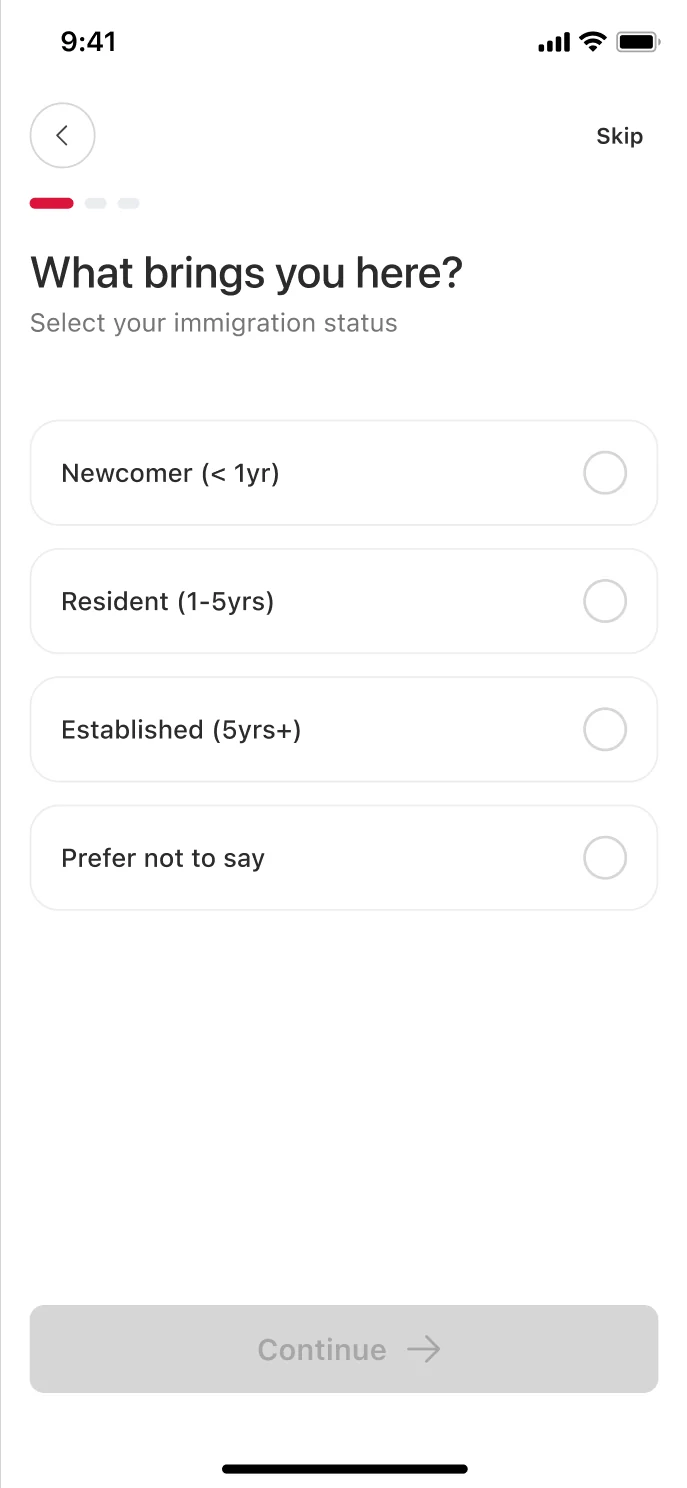 9:41
Skip
What brings you here?
Select your immigration status
Newcomer (< 1yr)
Resident (1-5yrs)
Established (5yrs+)
Prefer not to say
Continue